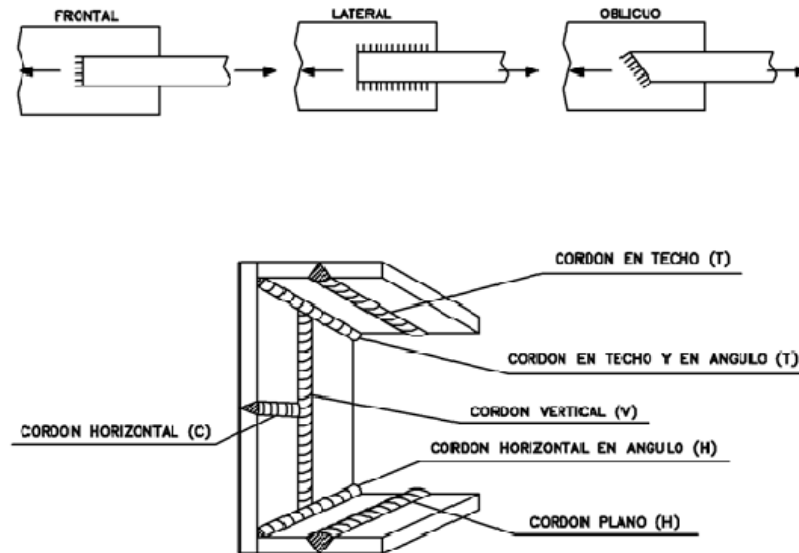 FRONTAL
LATERAL
OBLICUO
CORDON EN TECHO (T)
CORDON EN TECHO Y EN ANGULO (T)
CORDON VERTICAL (V)
CORDON HORIZONTAL (C)
CORDON HORIZONTAL EN ANGULO (H)
CORDON PLANO (H)